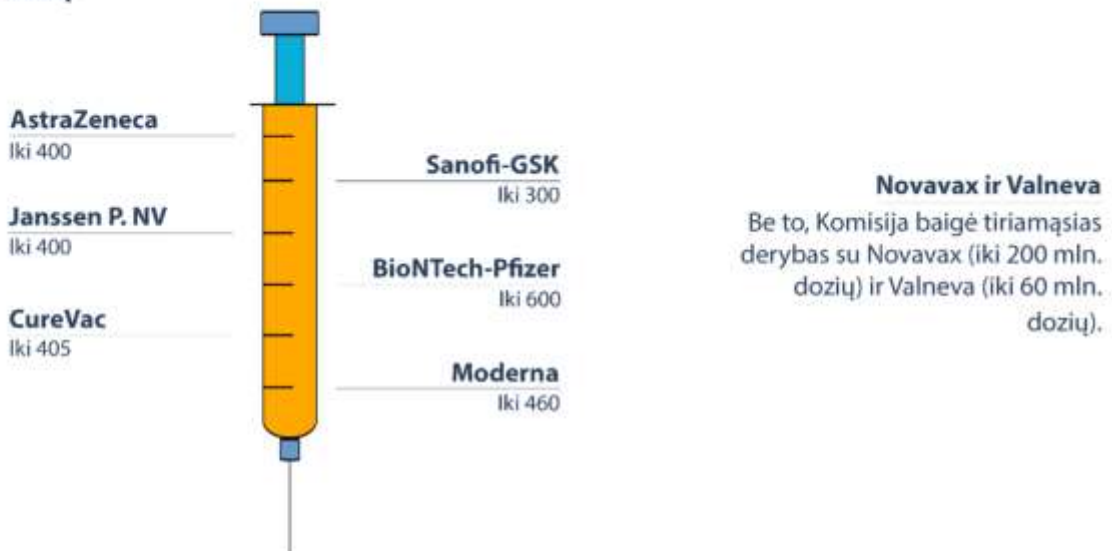 AstraZeneca
Iki 400
Janssen P. NV
Iki 400
CureVac
Iki 405
Sanofi-GSK
Iki 300
BioNTech-Pfizer
Iki 600
Moderna
Iki 460
Novavax ir Valneva
Be to, Komisija baigė tiriamąsias
derybas su Novavax (iki 200 mln.
dozių) ir Valneva (iki 60 mln.
dozių).